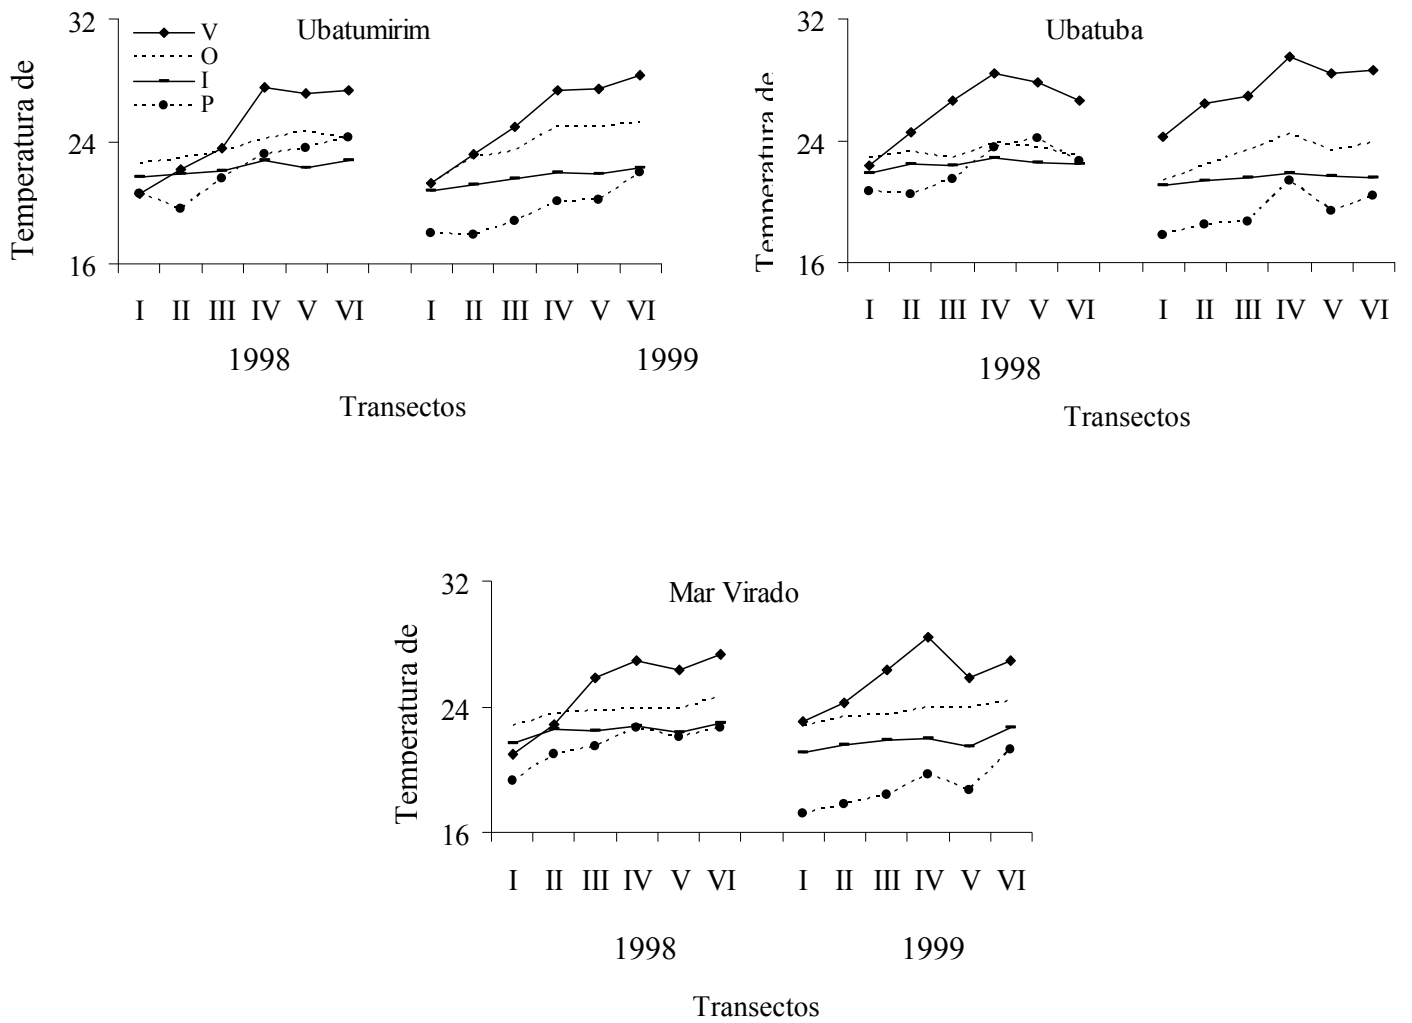 Ubatumirim
Temperatura de
32
24
16
V
O
I
P
I II III IV V VI I II III IV V VI
1998 1999
Transectos
Ubatuba
Temperatura de
32
24
16
I II III IV V VI I II III IV V VI
1998
Transectos
Mar Virado
Temperatura de
32
24
16
I II III IV V VI I II III IV V VI
1998 1999
Transectos